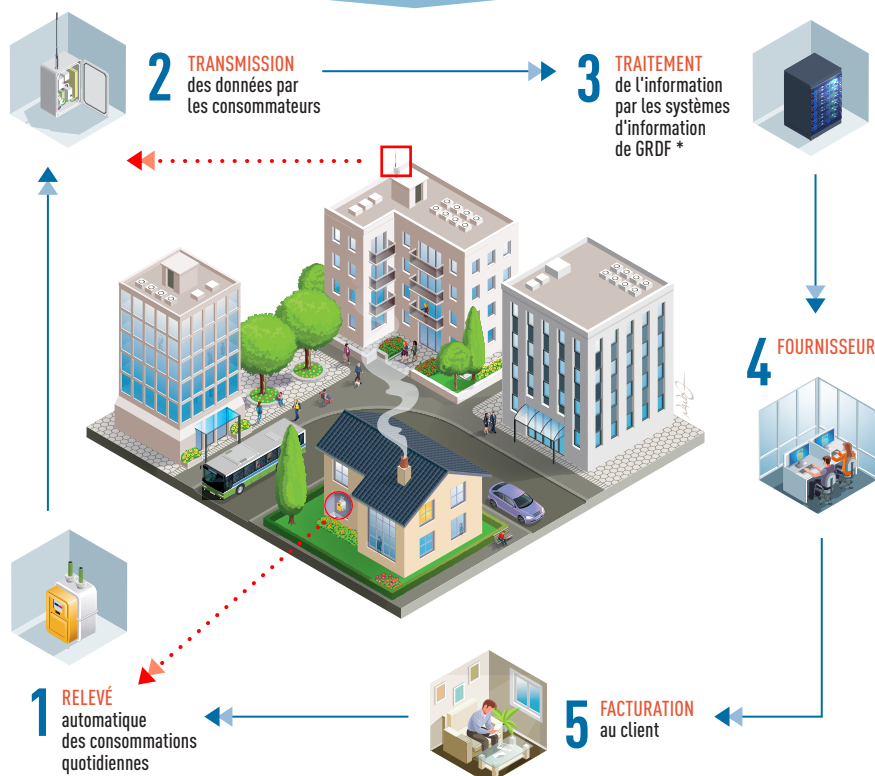 2 TRANSMISSION
des données par
les consommateurs
3 TRAITEMENT
de l'information
par les systèmes
d'information
de GRDF *
4 FOURNISSEUR
1 RELEVÉ
automatique
des consommations
quotidiennes
5 FACTURATION
au client